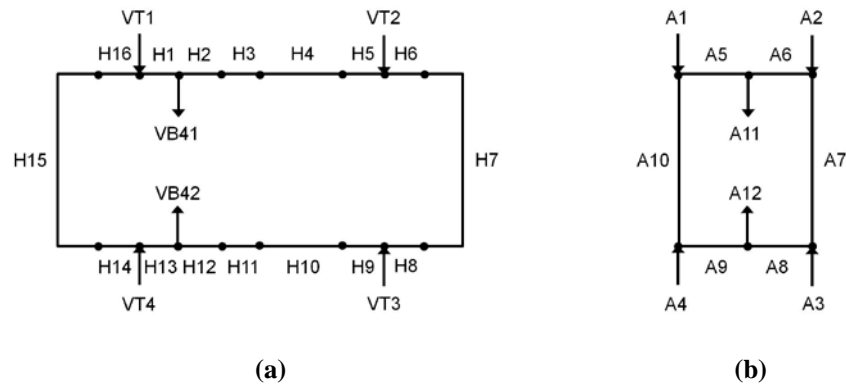 VT1 VT2 A1 A2
H16 H1 H2 H3 H4 H5 H6 A5 A6
VB41 A11
H15 H7 A10 A7
VB42 A12
H14 H13 H12 H11 H10 H9 H8 A9 A8
VT4 VT3 A4 A3
(a) (b)